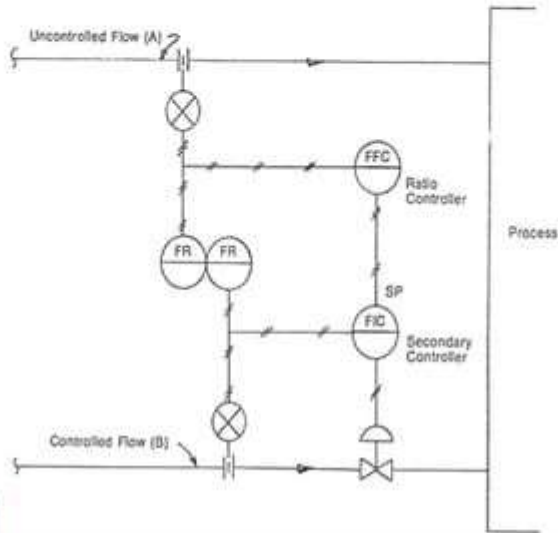 Uncontrolled Flow (A)
FFC
Ratio
Controller
Process
FR FR
SP
FIC
Secondary
Controller
Controlled Flow (B)